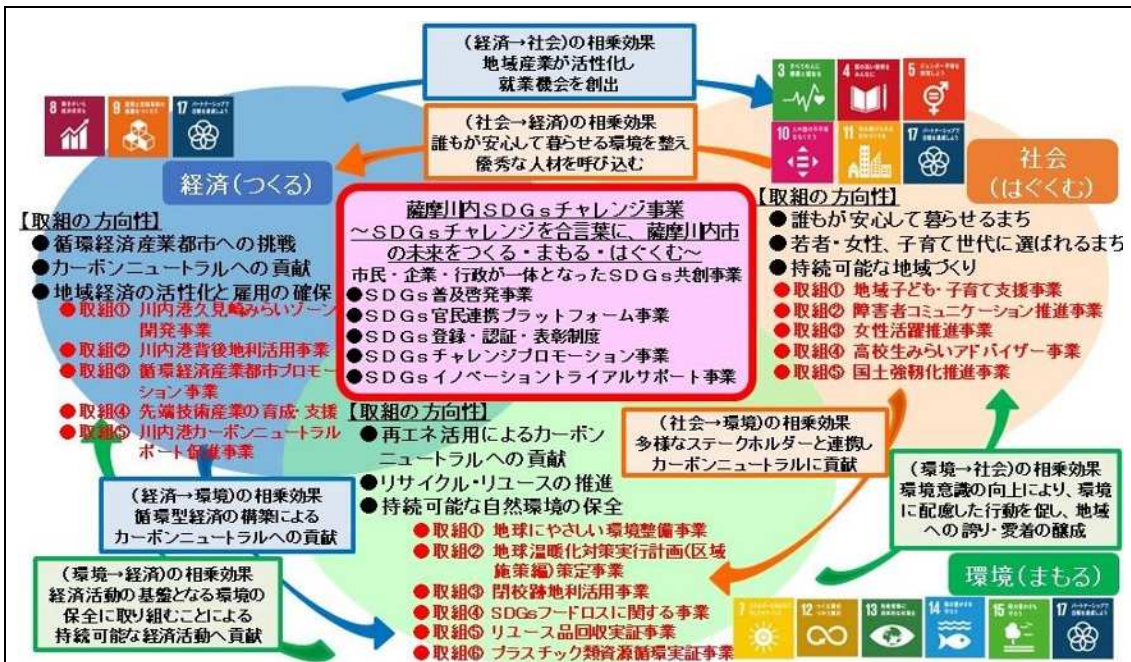 (経済→社会)の相乗効果
地域産業が活性化し
就業機会を創出
(社会→経済)の相乗効果
誰もが安心して暮らせる環境を整え
優秀な人材を呼び込む
8
9
17
3 すべての人に
4
5
10
11
17
経済(つくる)
【取組の方向性】
●循環経済産業都市への挑戦
●カーボンニュートラルへの貢献
●地域経済の活性化と雇用の確保
●取組① 川内港久見崎みらいゾーン
開発事業
●取組② 川内港背後地利活用事業
●取組③ 循環経済産業都市プロモー
ション事業
●取組④ 先端技術産業の育成・支援
●取組⑤ 川内港カーボンニュートラル
ポート促進事業
薩摩川内SDGsチャレンジ事業
~SDGsチャレンジを合言葉に、薩摩川内市
の未来をつくる・まもる・はぐくむ~
市民・企業・行政が一体となったSDGs共創事業
●SDGs普及啓発事業
●SDGs官民連携プラットフォーム事業
●SDGs登録・認証・表彰制度
●SDGsチャレンジプロモーション事業
●SDGsイノベーショントライアルサポート事業
社会
(はぐくむ)
【取組の方向性】
●誰もが安心して暮らせるまち
●若者・女性、子育て世代に選ばれるまち
●持続可能な地域づくり
●取組① 地域子ども・子育て支援事業
●取組② 障害者コミュニケーション推進事業
●取組③ 女性活躍推進事業
●取組④ 高校生みらいアドバイザー事業
●取組⑤ 国土強靭化推進事業
【取組の方向性】
●再エネ活用によるカーボン
ニュートラルへの貢献
●リサイクル・リユースの推進
●持続可能な自然環境の保全
●取組① 地球にやさしい環境整備事業
●取組② 地球温暖化対策実行計画(区域
施策編)策定事業
●取組③ 閉校跡地利活用事業
●取組④ SDGsフードロスに関する事業
●取組⑤ リユース品回収実証事業
●取組⑥ プラスチック類資源循環実証事業
(社会→環境)の相乗効果
多様なステークホルダーと連携し
カーボンニュートラルに貢献
(環境→社会)の相乗効果
環境意識の向上により、環境
に配慮した行動を促し、地域
への誇り・愛着の醸成
(経済→環境)の相乗効果
循環型経済の構築による
カーボンニュートラルへの貢献
(環境→経済)の相乗効果
経済活動の基盤となる環境の
保全に取り組むことによる
持続可能な経済活動へ貢献
環境(まもる)
7
12
13
14
15
17